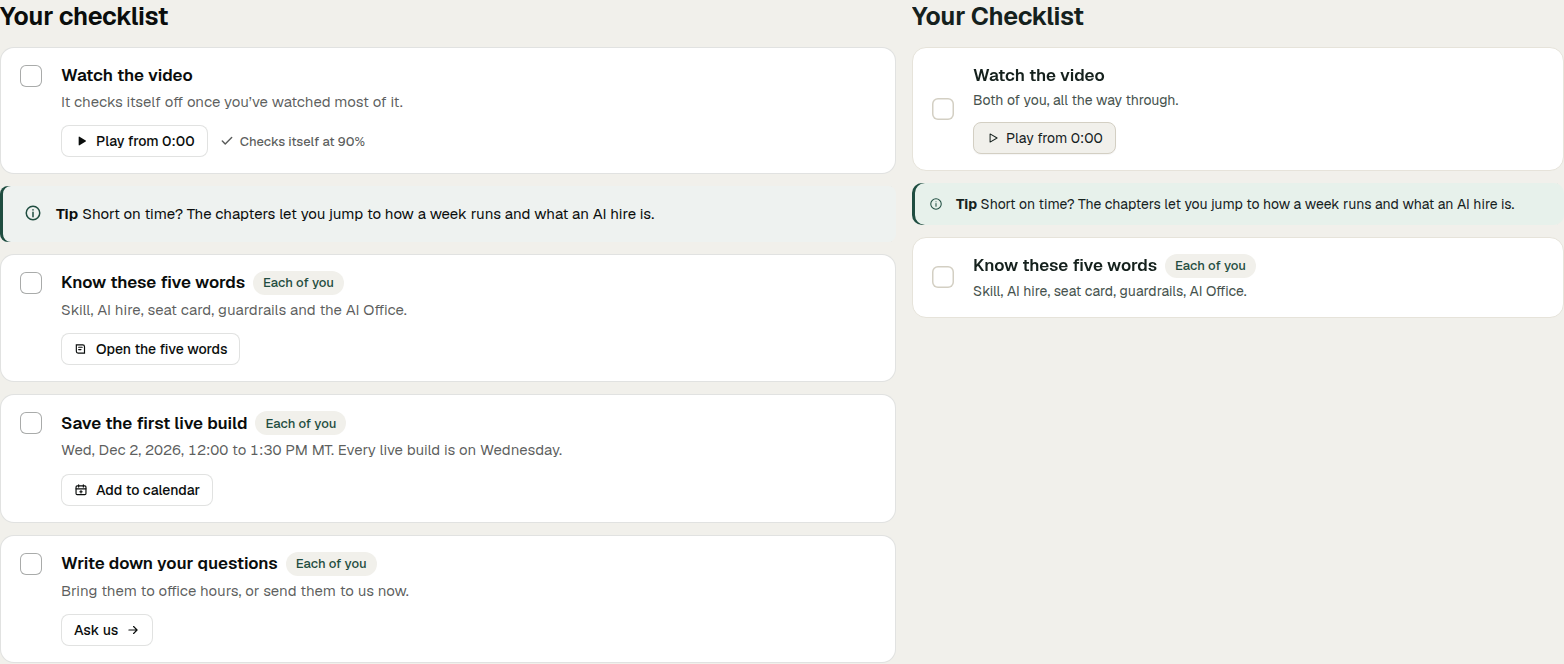 Your checklist
Watch the video
It checks itself off once you’ve watched most of it.
Play from 0:00
Checks itself at 90%
Tip Short on time? The chapters let you jump to how a week runs and what an AI hire is.
Know these five words
Each of you
Skill, AI hire, seat card, guardrails and the AI Office.
Open the five words
Save the first live build
Each of you
Wed, Dec 2, 2026, 12:00 to 1:30 PM MT. Every live build is on Wednesday.
Add to calendar
Write down your questions
Each of you
Bring them to office hours, or send them to us now.
Ask us →
Your Checklist
Watch the video
Both of you, all the way through.
Play from 0:00
Tip Short on time? The chapters let you jump to how a week runs and what an AI hire is.
Know these five words
Each of you
Skill, AI hire, seat card, guardrails, AI Office.